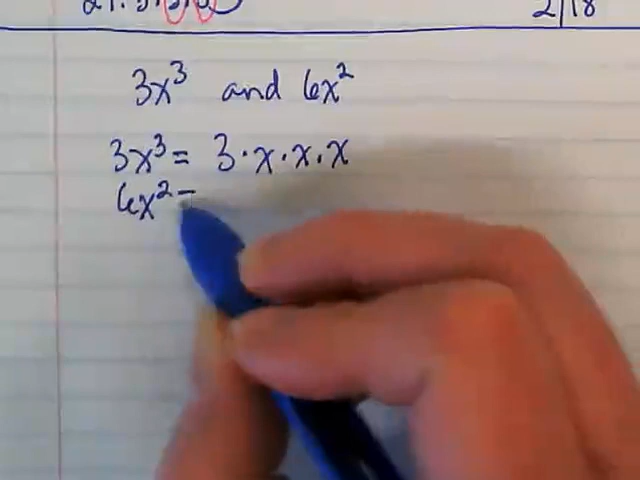 2/18
3x³ and 6x²
3x³ = 3·x·x·x
6x² =